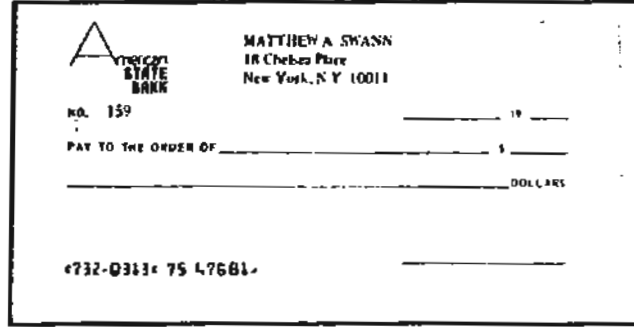 American
STATE
BANK
MATTHEW A. SWANN
18 Chelsea Place
New York, N.Y. 10011
NO. 159
19
PAY TO THE ORDER OF $
DOLLARS
⑆732-0313⑆ 75 47681